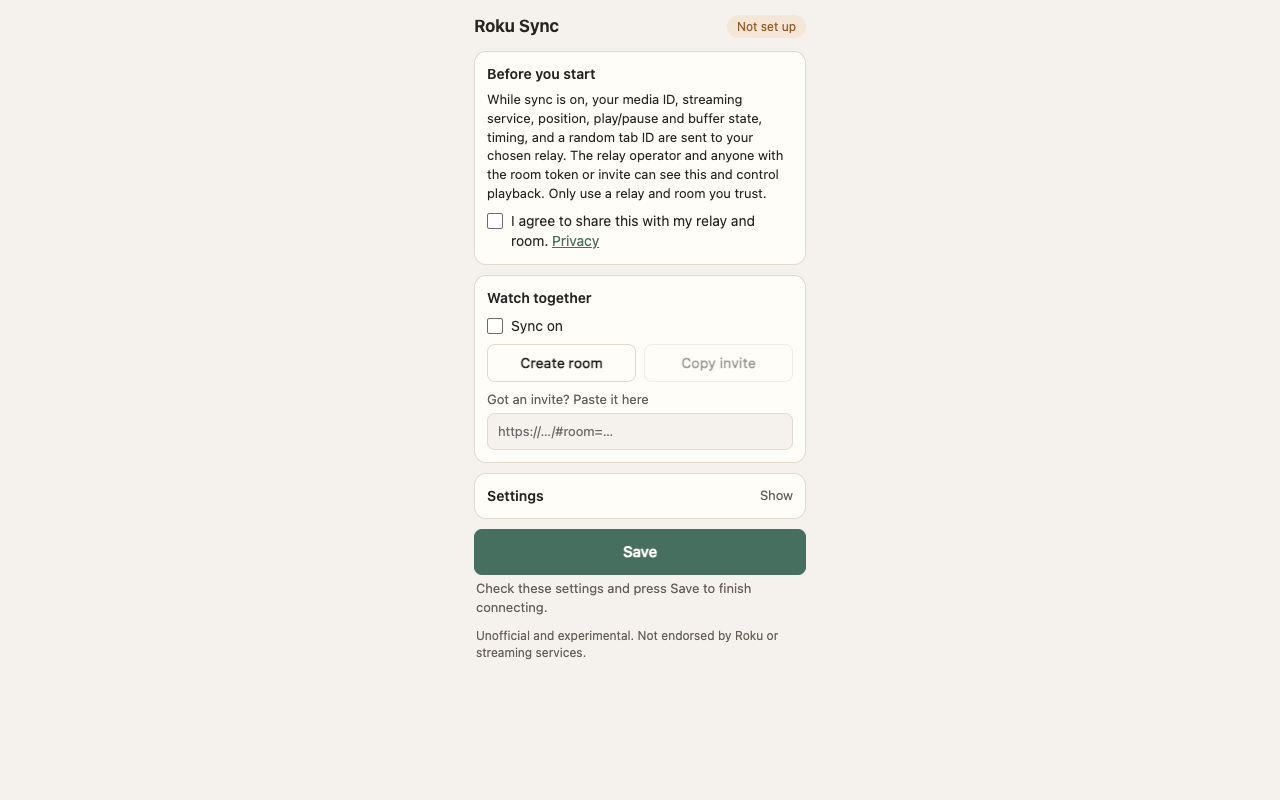 Roku Sync
Not set up
Before you start
While sync is on, your media ID, streaming
service, position, play/pause and buffer state,
timing, and a random tab ID are sent to your
chosen relay. The relay operator and anyone with
the room token or invite can see this and control
playback. Only use a relay and room you trust.
I agree to share this with my relay and
room. Privacy
Watch together
Sync on
Create room
Copy invite
Got an invite? Paste it here
https://…/#room=…
Settings
Show
Save
Check these settings and press Save to finish
connecting.
Unofficial and experimental. Not endorsed by Roku or
streaming services.